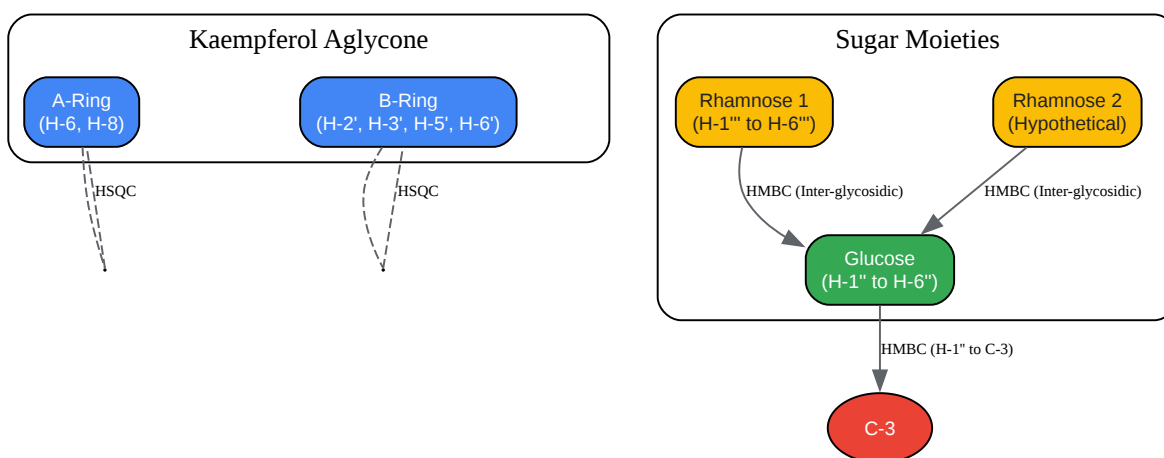 Kaempferol Aglycone
A-Ring
(H-6, H-8)
B-Ring
(H-2', H-3', H-5', H-6')
HSQC
HSQC
Sugar Moieties
Rhamnose 1
(H-1''' to H-6''')
Rhamnose 2
(Hypothetical)
HMBC (Inter-glycosidic)
HMBC (Inter-glycosidic)
Glucose
(H-1'' to H-6'')
HMBC (H-1'' to C-3)
C-3